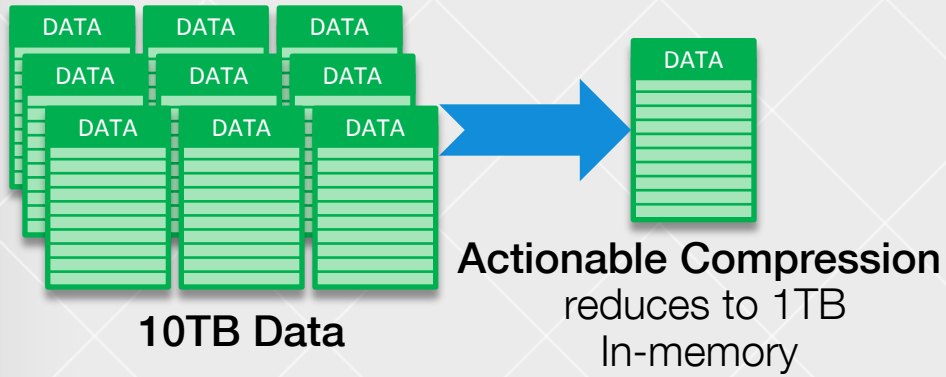 DATA DATA DATA
DATA
DATA DATA DATA
DATA DATA DATA
10TB Data
Actionable Compression
reduces to 1TB
In-memory